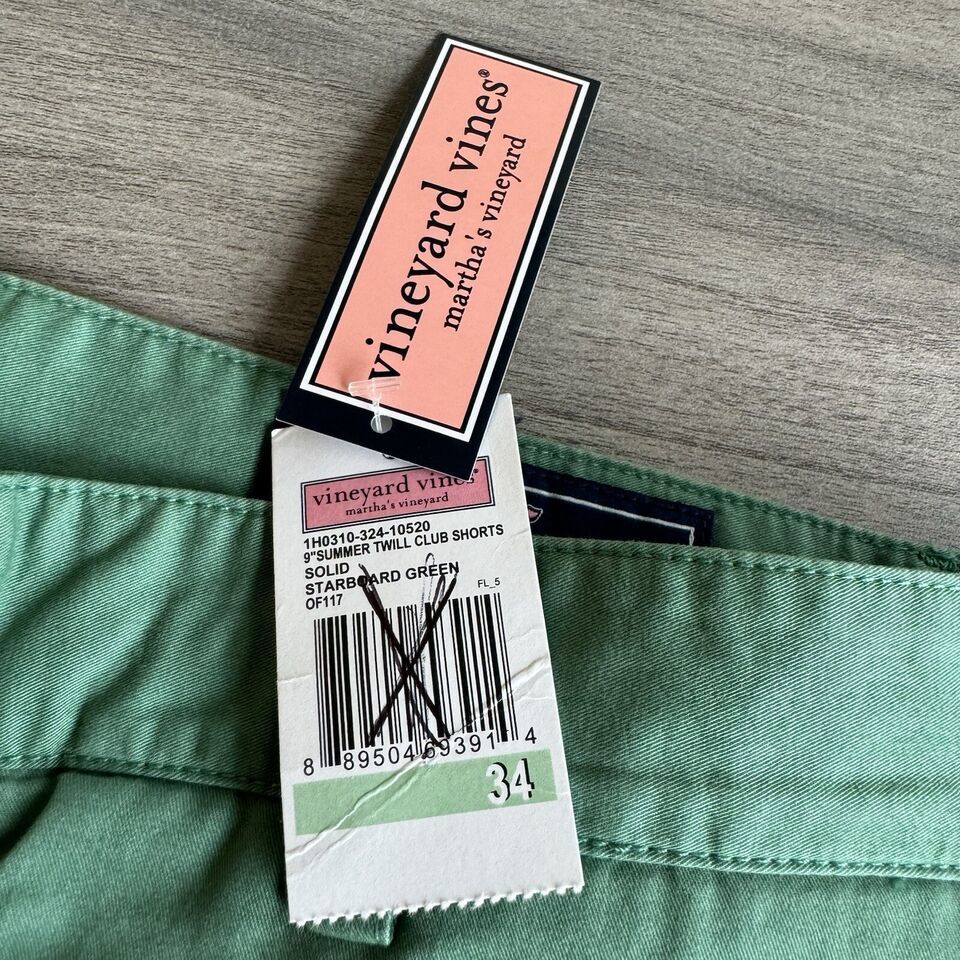 vineyard vines®
martha's vineyard
vineyard vines®
martha's vineyard
1H0310-324-10520
9"SUMMER TWILL CLUB SHORTS
SOLID
STARBOARD GREEN
OF117
FL_5
8 89504 69391 4
34